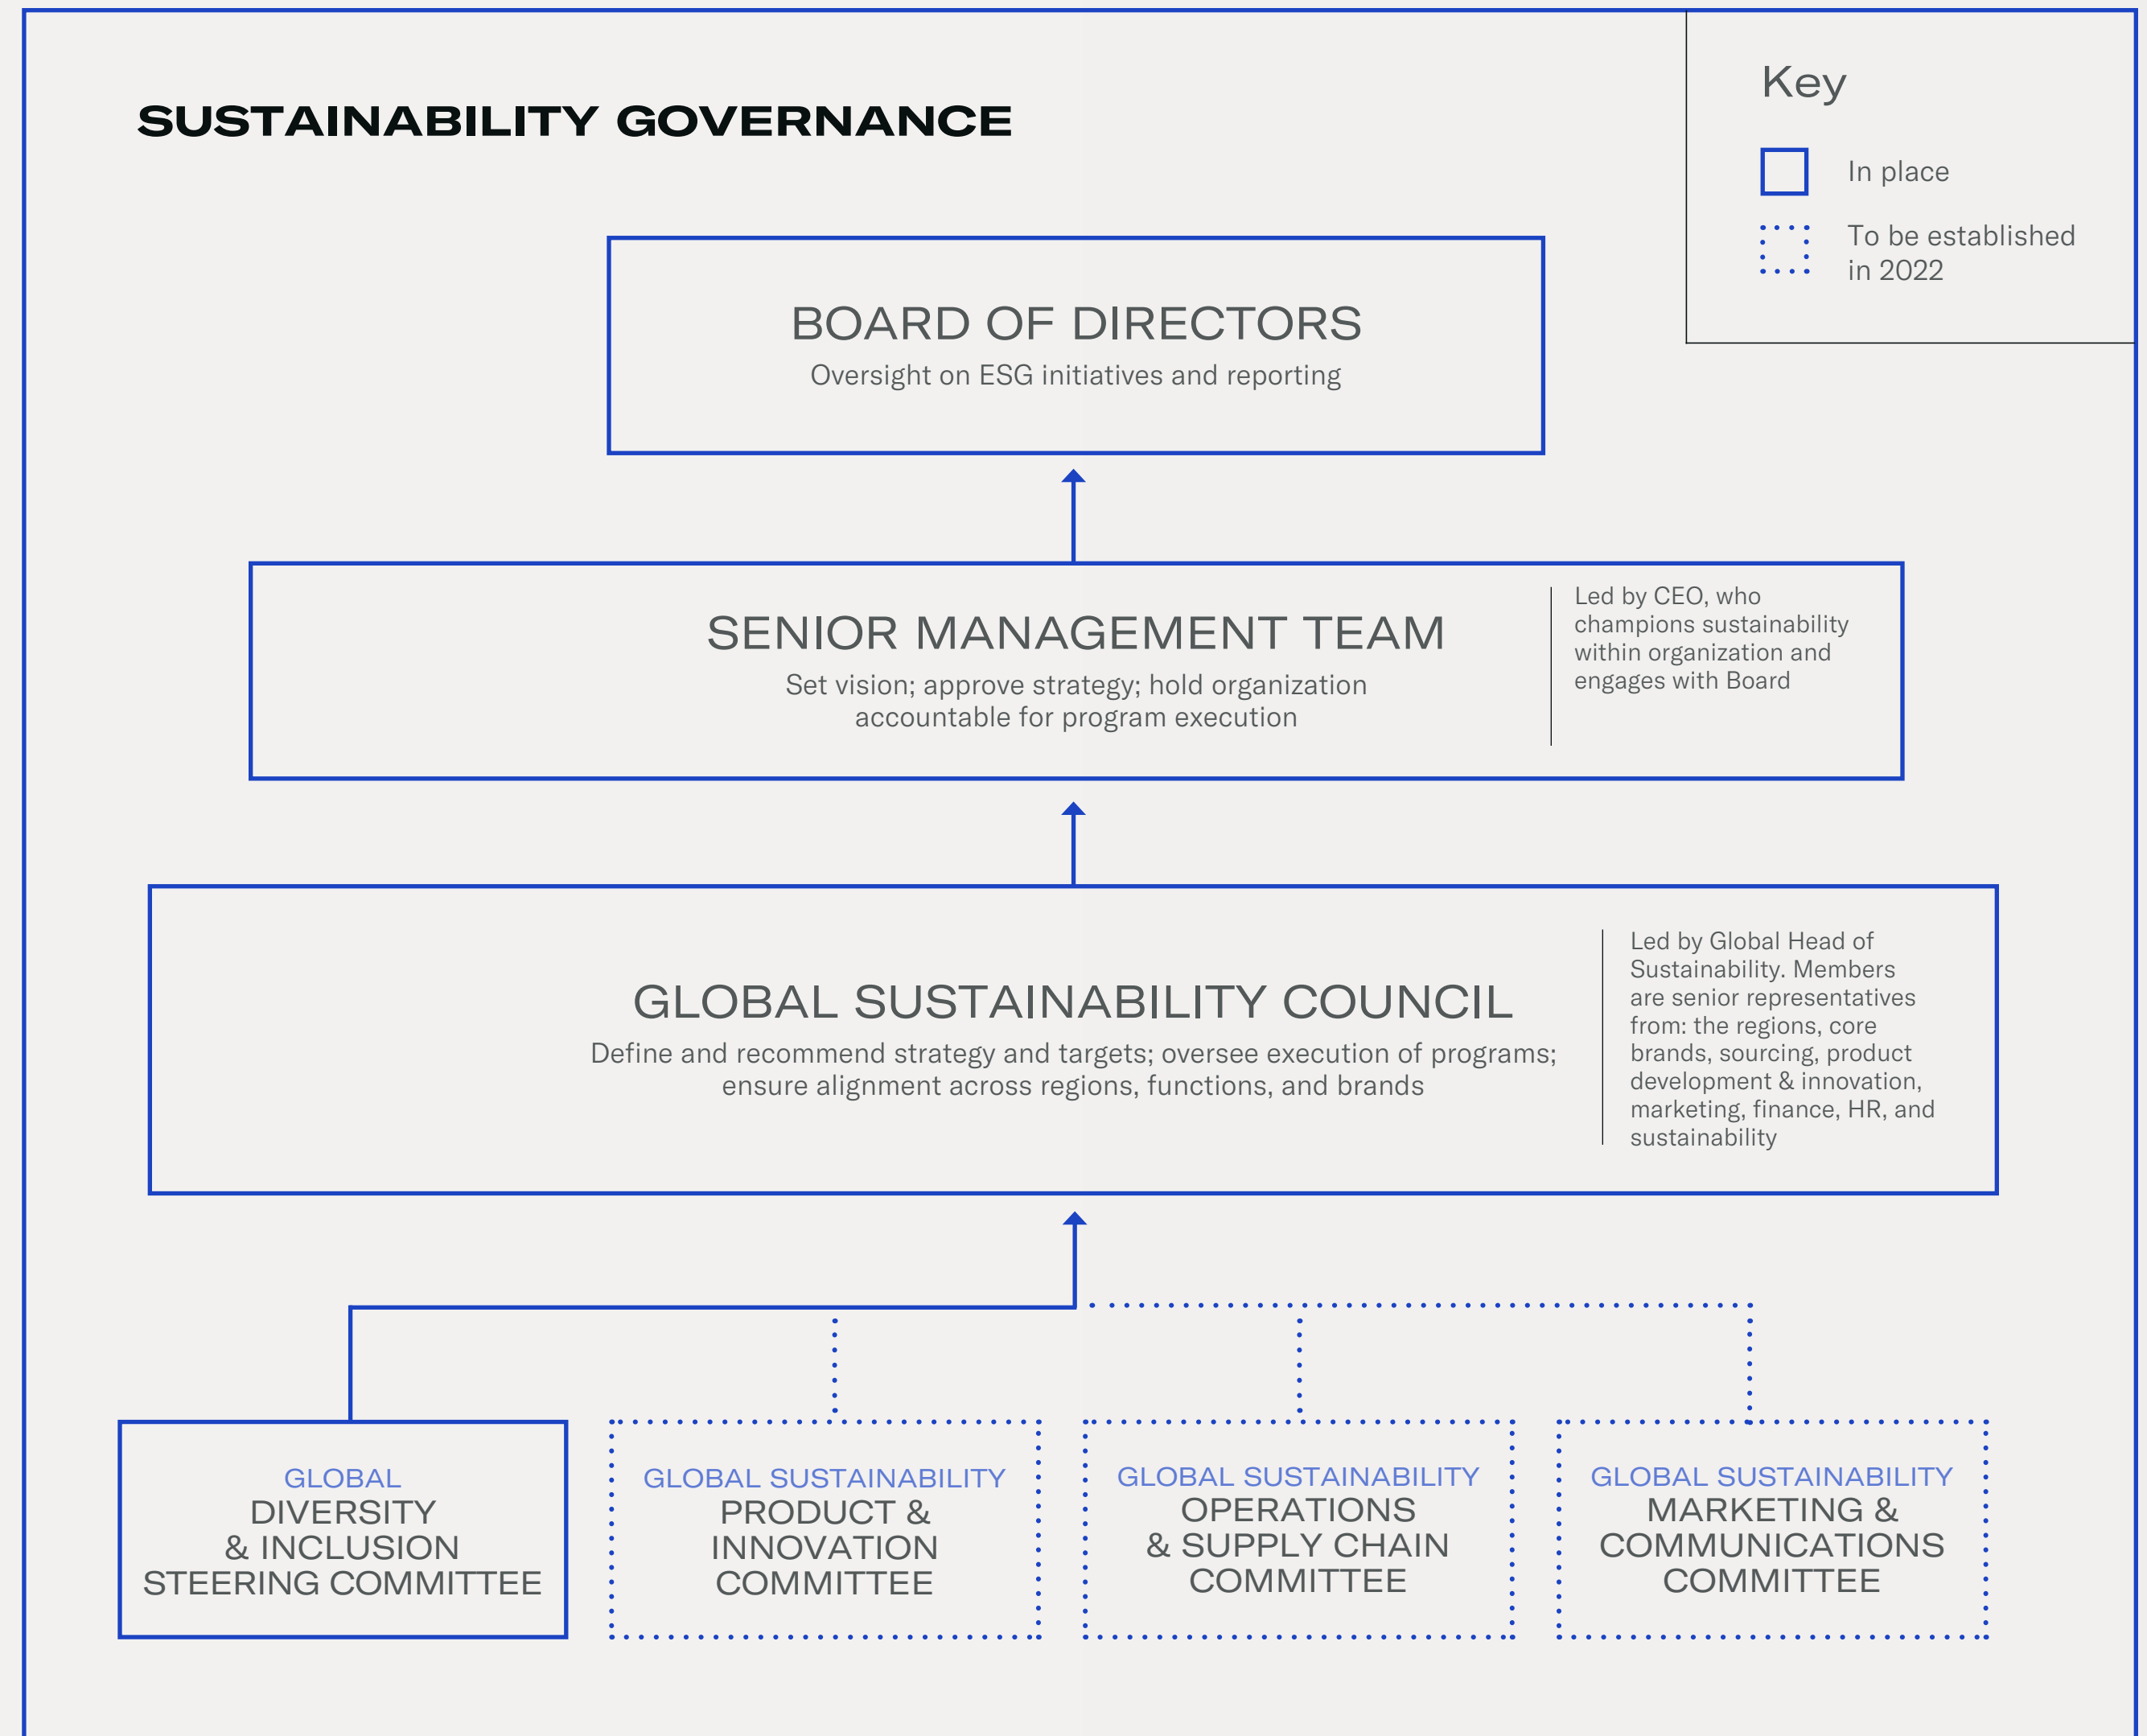 SUSTAINABILITY GOVERNANCE
Key
In place
To be established
in 2022
BOARD OF DIRECTORS
Oversight on ESG initiatives and reporting
SENIOR MANAGEMENT TEAM
Set vision; approve strategy; hold organization
accountable for program execution
Led by CEO, who
champions sustainability
within organization and
engages with Board
GLOBAL SUSTAINABILITY COUNCIL
Define and recommend strategy and targets; oversee execution of programs;
ensure alignment across regions, functions, and brands
Led by Global Head of
Sustainability. Members
are senior representatives
from: the regions, core
brands, sourcing, product
development & innovation,
marketing, finance, HR, and
sustainability
GLOBAL
DIVERSITY
& INCLUSION
STEERING COMMITTEE
GLOBAL SUSTAINABILITY
PRODUCT &
INNOVATION
COMMITTEE
GLOBAL SUSTAINABILITY
OPERATIONS
& SUPPLY CHAIN
COMMITTEE
GLOBAL SUSTAINABILITY
MARKETING &
COMMUNICATIONS
COMMITTEE